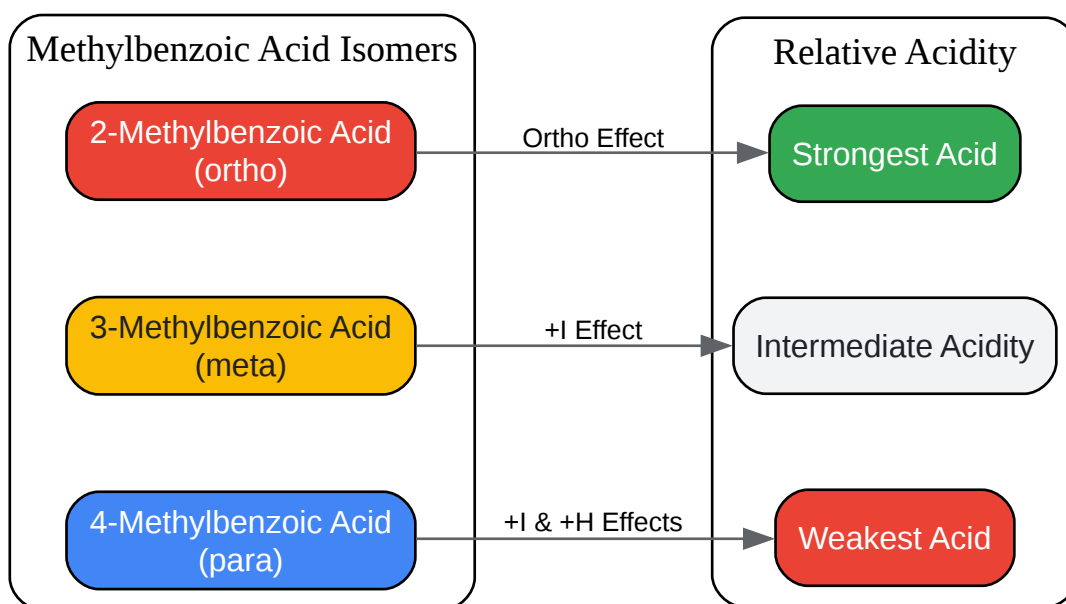 Methylbenzoic Acid Isomers
Relative Acidity
2-Methylbenzoic Acid
(ortho)
Ortho Effect
Strongest Acid
3-Methylbenzoic Acid
(meta)
+I Effect
Intermediate Acidity
4-Methylbenzoic Acid
(para)
+I & +H Effects
Weakest Acid